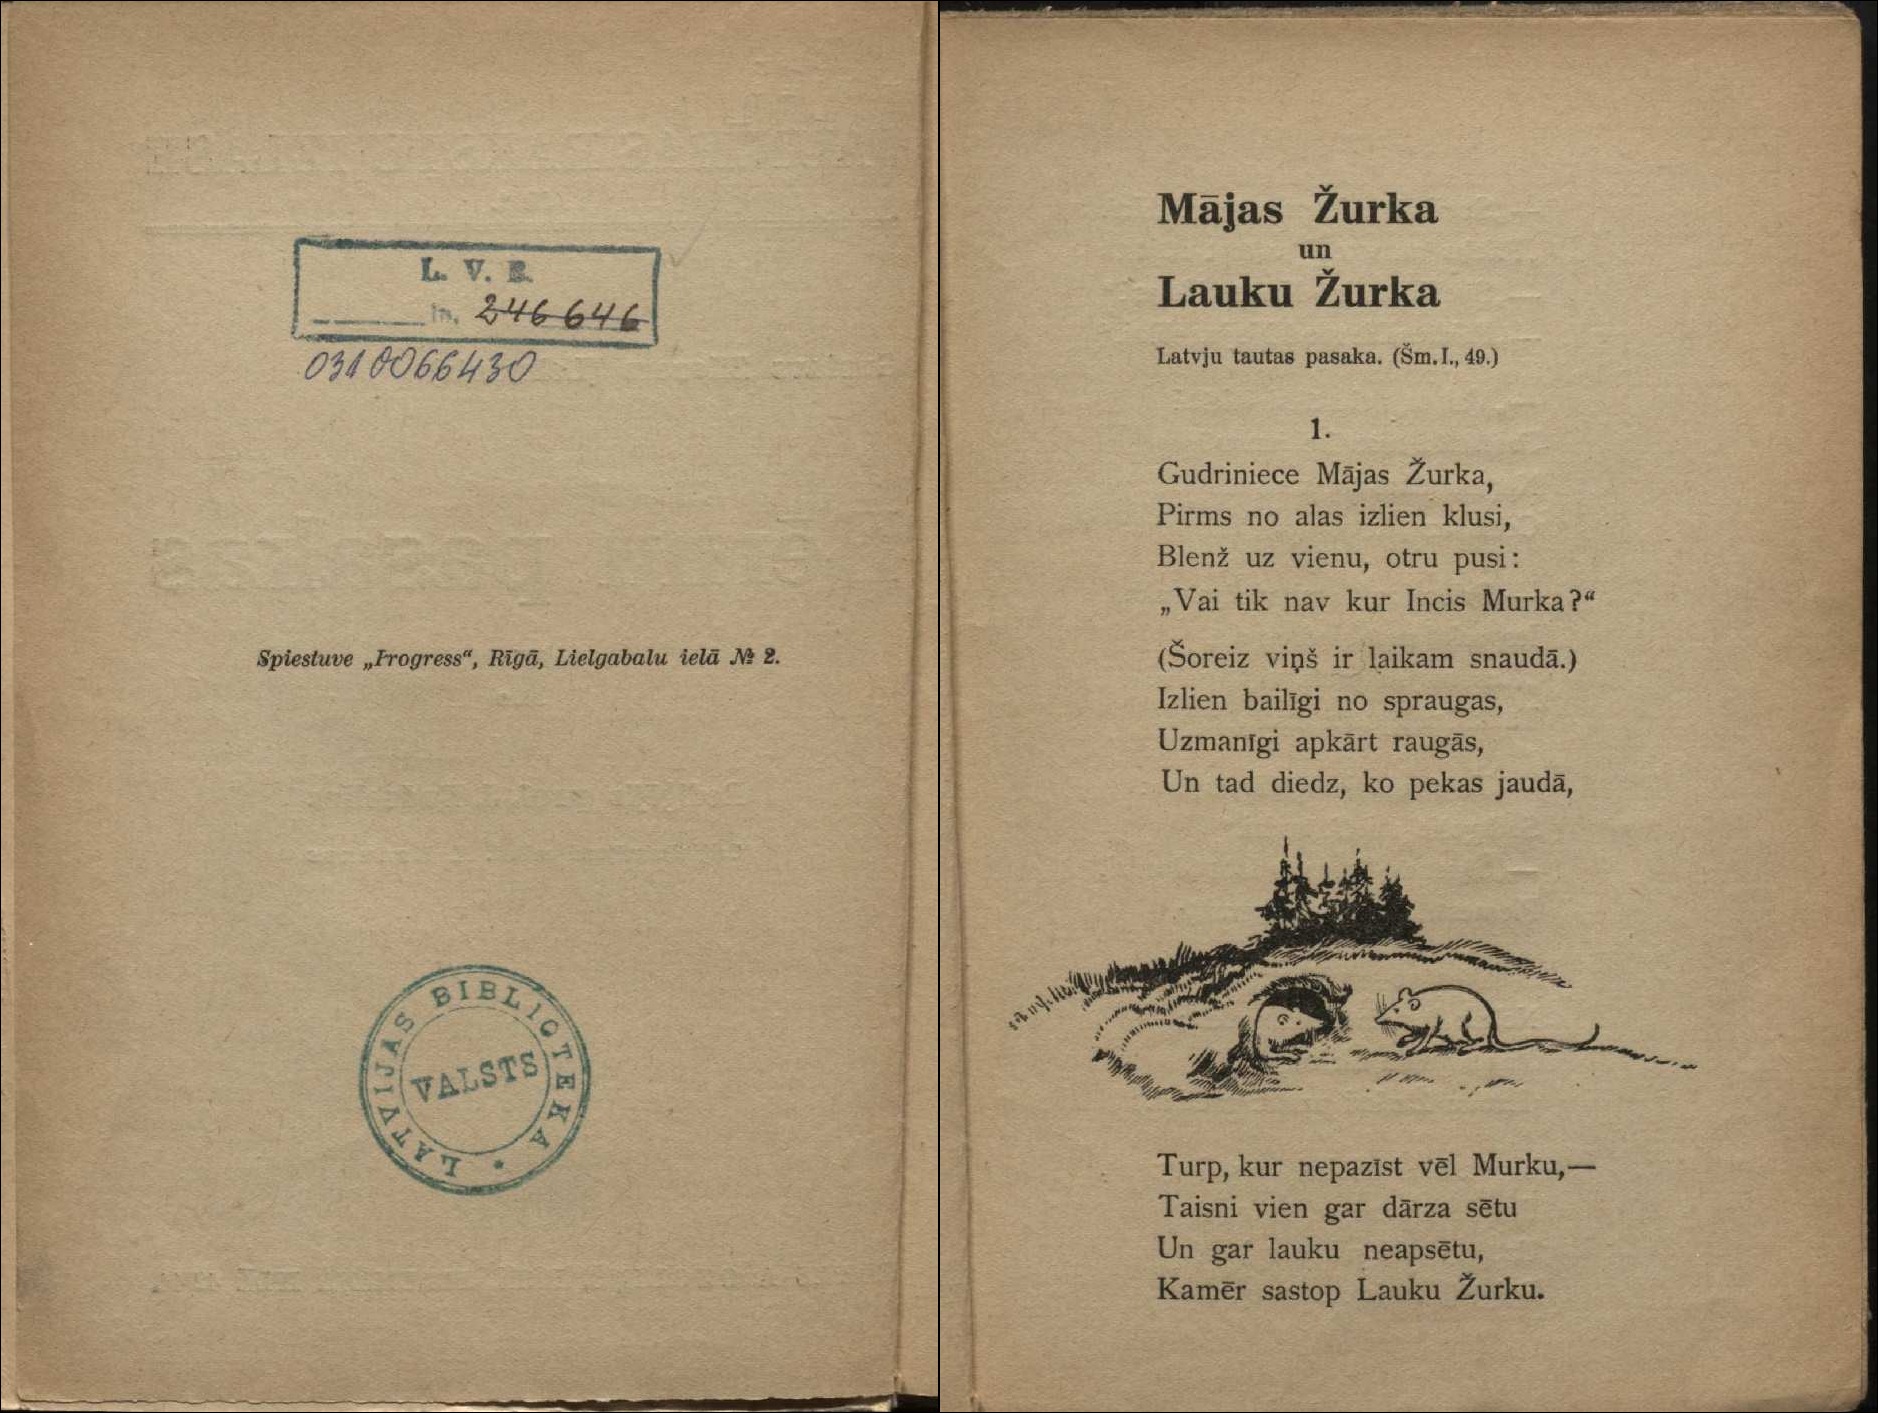 L. V. B.
in. 246646
0310066430
Spiestuve „Progress“, Rīgā, Lielgabalu ielā № 2.
LATVIJAS BIBLIOTEKA
VALSTS
Mājas Žurka
un
Lauku Žurka
Latvju tautas pasaka. (Šm. I., 49.)
1.
Gudriniece Mājas Žurka,
Pirms no alas izlien klusi,
Blenž uz vienu, otru pusi:
„Vai tik nav kur Incis Murka?“
(Šoreiz viņš ir laikam snaudā.)
Izlien bailīgi no spraugas,
Uzmanīgi apkārt raugās,
Un tad diedz, ko pekas jaudā,
Turp, kur nepazīst vēl Murku,—
Taisni vien gar dārza sētu
Un gar lauku neapsētu,
Kamēr sastop Lauku Žurku.